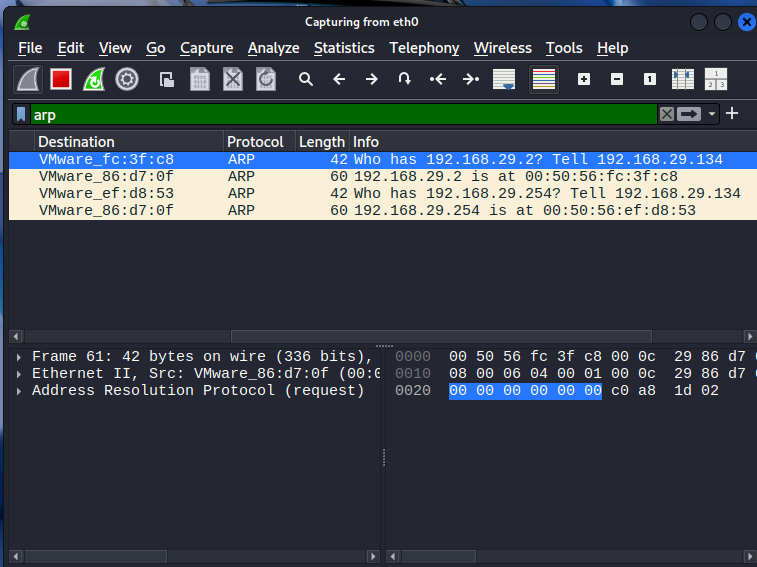 Capturing from eth0
File Edit View Go Capture Analyze Statistics Telephony Wireless Tools Help
arp
Destination Protocol Length Info
VMware_fc:3f:c8 ARP 42 Who has 192.168.29.2? Tell 192.168.29.134
VMware_86:d7:0f ARP 60 192.168.29.2 is at 00:50:56:fc:3f:c8
VMware_ef:d8:53 ARP 42 Who has 192.168.29.254? Tell 192.168.29.134
VMware_86:d7:0f ARP 60 192.168.29.254 is at 00:50:56:ef:d8:53
Frame 61: 42 bytes on wire (336 bits),
Ethernet II, Src: VMware_86:d7:0f (00:0
Address Resolution Protocol (request)
0000 00 50 56 fc 3f c8 00 0c 29 86 d7
0010 08 00 06 04 00 01 00 0c 29 86 d7
0020 00 00 00 00 00 00 c0 a8 1d 02